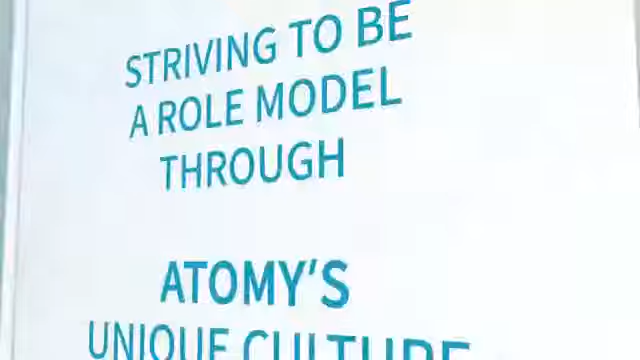 STRIVING TO BE
A ROLE MODEL
THROUGH
ATOMY'S
UNIQUE CULTURE